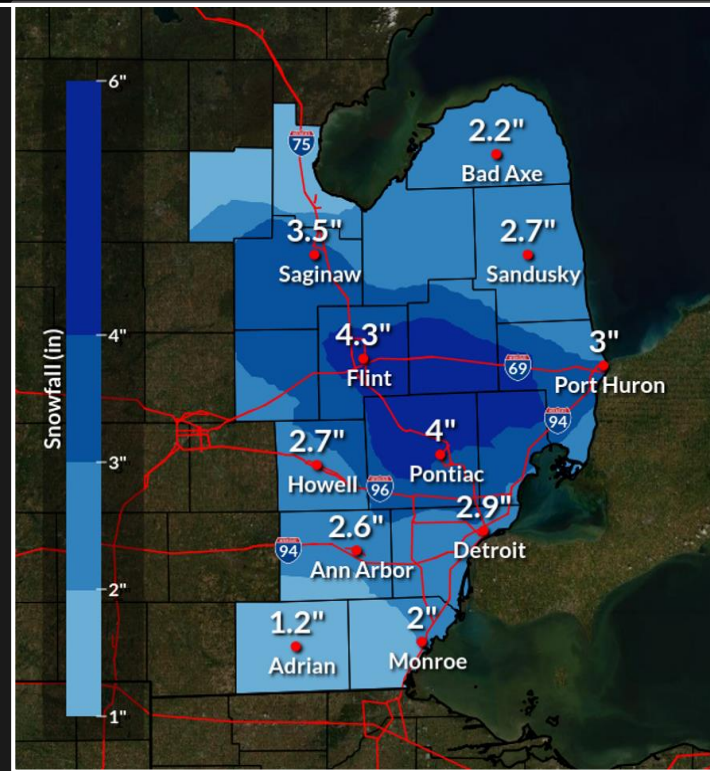 6"
4"
3"
2"
1"
Snowfall (in)
75
2.2"
Bad Axe
3.5"
Saginaw
2.7"
Sandusky
4.3"
Flint
69
3"
Port Huron
94
2.7"
Howell
4"
Pontiac
96
2.9"
Detroit
94
2.6"
Ann Arbor
1.2"
Adrian
2"
Monroe